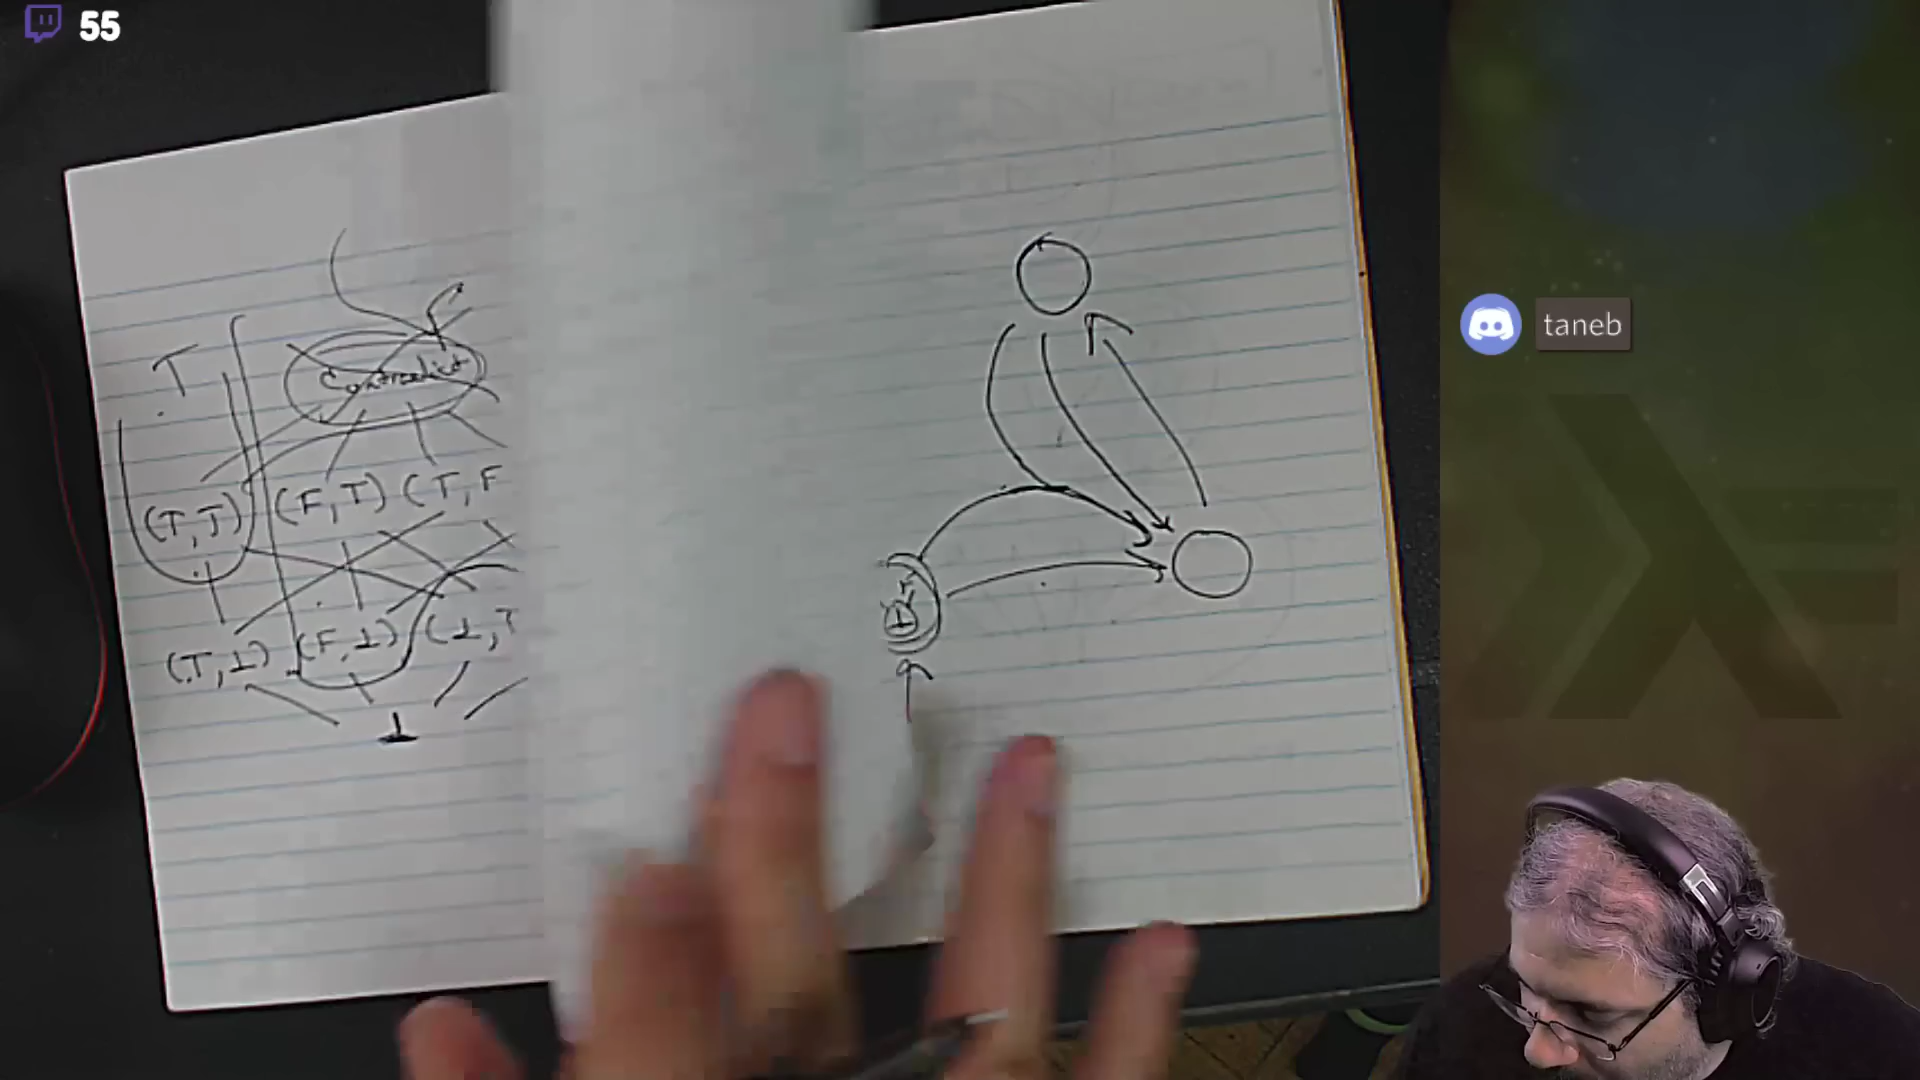 55
taneb
T
Contradict
(T,T) (F,T) (T,F
(T,⊥) (F,⊥) (⊥,T
⊥